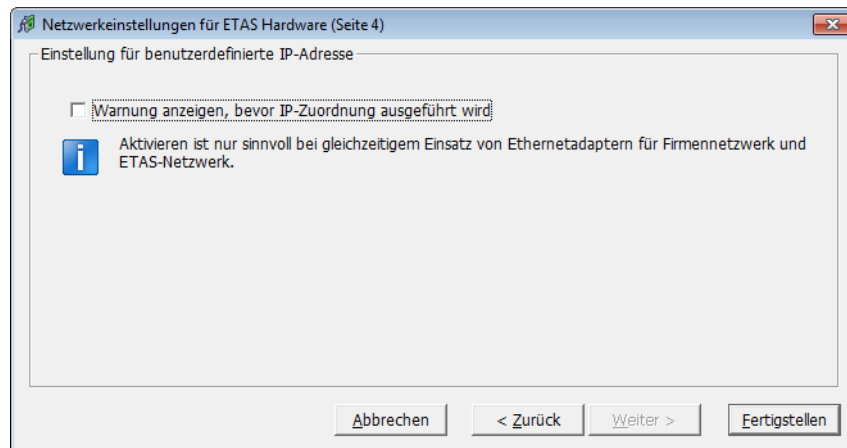 Netzwerkeinstellungen für ETAS Hardware (Seite 4)
Einstellung für benutzerdefinierte IP-Adresse
Warnung anzeigen, bevor IP-Zuordnung ausgeführt wird
Aktivieren ist nur sinnvoll bei gleichzeitigem Einsatz von Ethernetadaptern für Firmennetzwerk und
ETAS-Netzwerk.
Abbrechen < Zurück Weiter > Fertigstellen